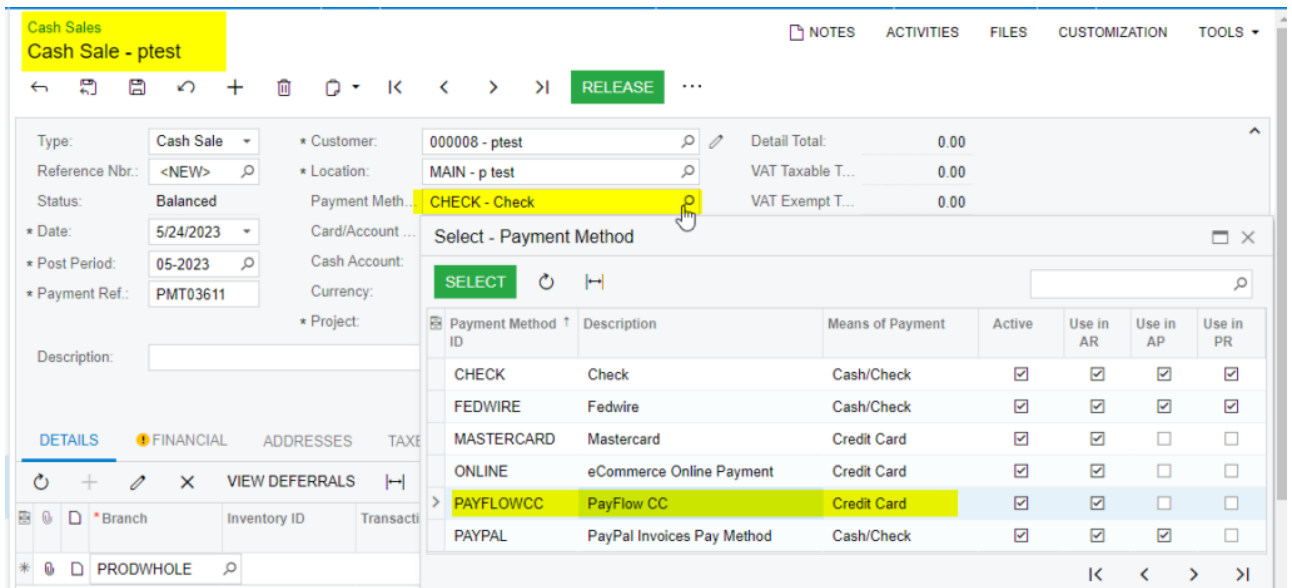 Cash Sales
Cash Sale - ptest
NOTES ACTIVITIES FILES CUSTOMIZATION TOOLS
RELEASE ...
Type: Cash Sale * Customer: 000008 - ptest Detail Total: 0.00
Reference Nbr.: <NEW> * Location: MAIN - p test VAT Taxable T... 0.00
Status: Balanced Payment Meth... CHECK - Check VAT Exempt T... 0.00
* Date: 5/24/2023 Card/Account ...
* Post Period: 05-2023 Cash Account:
* Payment Ref.: PMT03611 Currency:
* Project:
Description:
Select - Payment Method
SELECT
Payment Method ID Description Means of Payment Active Use in AR Use in AP Use in PR
CHECK Check Cash/Check
FEDWIRE Fedwire Cash/Check
MASTERCARD Mastercard Credit Card
ONLINE eCommerce Online Payment Credit Card
PAYFLOWCC PayFlow CC Credit Card
PAYPAL PayPal Invoices Pay Method Cash/Check
DETAILS FINANCIAL ADDRESSES TAXE
VIEW DEFERRALS
*Branch Inventory ID Transacti
PRODWHOLE